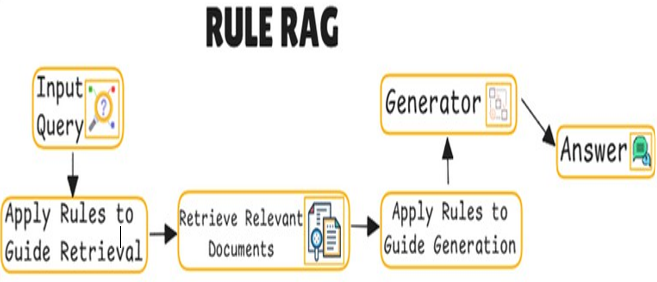 RULE RAG
Input
Query
Apply Rules to
Guide Retrieval
Retrieve Relevant
Documents
Apply Rules to
Guide Generation
Generator
Answer